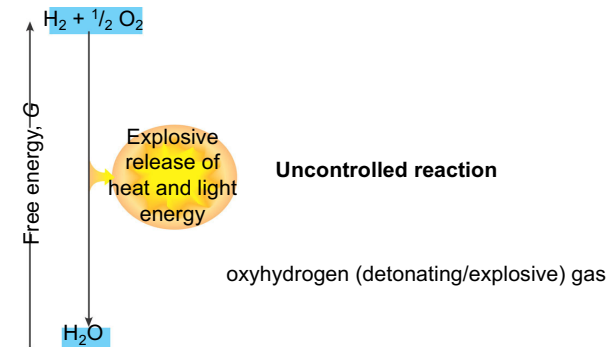 H₂ + ¹/₂ O₂
Free energy, G
Explosive
release of
heat and light
energy
Uncontrolled reaction
oxyhydrogen (detonating/explosive) gas
H₂O